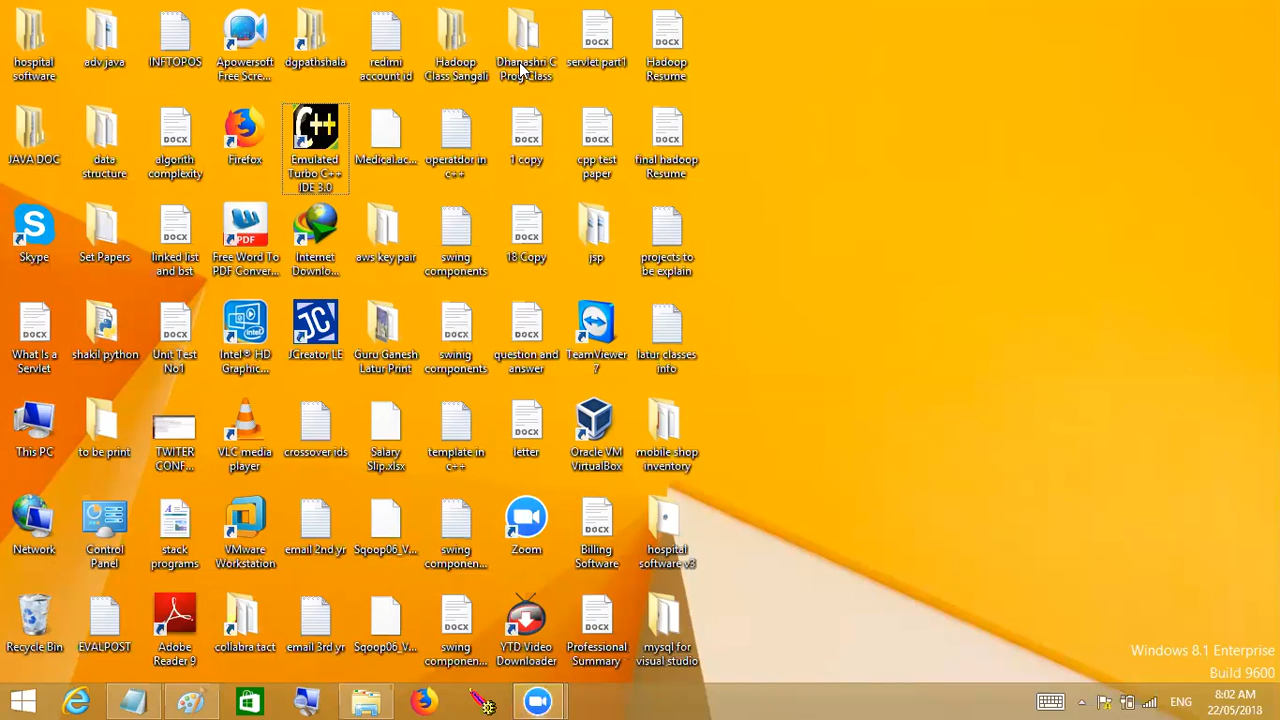 hospital software
adv java
INFTOPOS
Apowersoft Free Scre...
dgpathshala
redimi account id
Hadoop Class Sangali
Dhanashri C Prog Class
servlet part1
Hadoop Resume
JAVA DOC
data structure
algorith complexity
Firefox
Emulated Turbo C++ IDE 3.0
Medical.ac...
operatdor in c++
1 copy
cpp test paper
final hadoop Resume
Skype
Set Papers
linked list and bst
Free Word To PDF Conver...
Internet Downlo...
aws key pair
swing components
18 Copy
jsp
projects to be explain
What Is a Servlet
shakil python
Unit Test No1
Intel® HD Graphic...
JCreator LE
Guru Ganesh Latur Print
swinig components
question and answer
TeamViewer 7
latur classes info
This PC
to be print
TWITER CONF...
VLC media player
crossover ids
Salary Slip.xlsx
template in c++
letter
Oracle VM VirtualBox
mobile shop inventory
Network
Control Panel
stack programs
VMware Workstation
email 2nd yr
Sqoop06_V...
swing componen...
Zoom
Billing Software
hospital software v3
Recycle Bin
EVALPOST
Adobe Reader 9
collabra tact
email 3rd yr
Sqoop06_V...
swing componen...
YTD Video Downloader
Professional Summary
mysql for visual studio
Windows 8.1 Enterprise
Build 9600
ENG
8:02 AM
22/05/2018